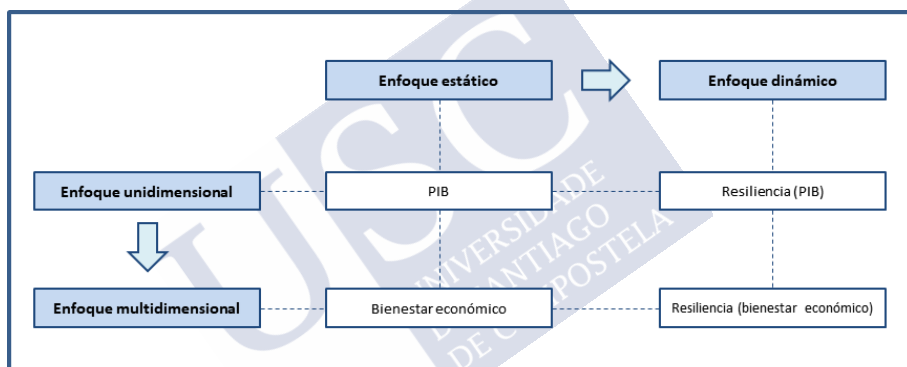 Enfoque estático
Enfoque dinámico
Enfoque unidimensional
PIB
Resiliencia (PIB)
Enfoque multidimensional
Bienestar económico
Resiliencia (bienestar económico)
USC
UNIVERSIDADE
DE SANTIAGO
DE COMPOSTELA